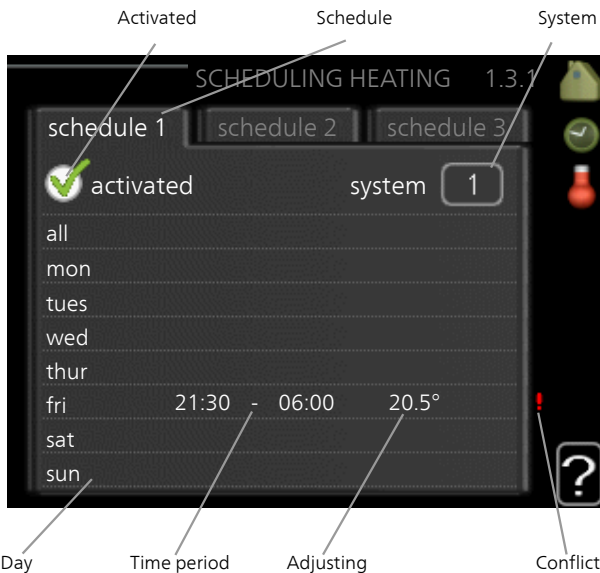 Activated Schedule System
SCHEDULING HEATING 1.3.1
schedule 1 schedule 2 schedule 3
activated system 1
all
mon
tues
wed
thur
fri 21:30 - 06:00 20.5° !
sat
sun
?
Day Time period Adjusting Conflict